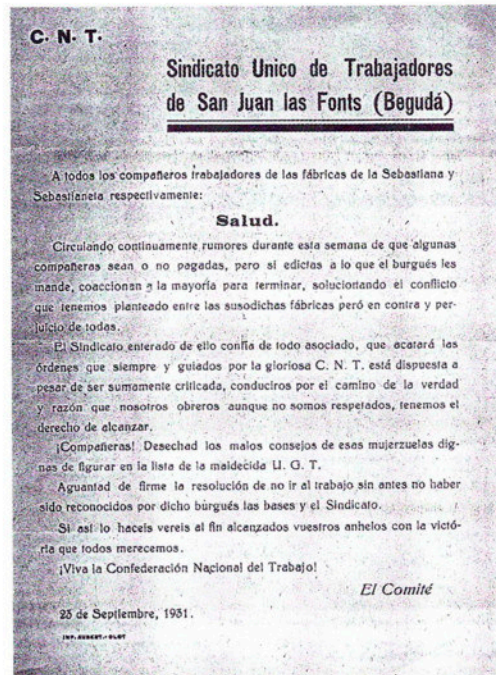 C. N. T.
Sindicato Unico de Trabajadores
de San Juan las Fonts (Begudá)
A todos los compañeros trabajadores de las fábricas de la Sebastiana y
Sebastianeta respectivamente:
Salud.
Circulando continuamente rumores durante esta semana de que algunas
compañeras sean o no pagadas, pero si edictas a lo que el burgués les
mande, coaccionan a la mayoría para terminar, solucionando el conflicto
que tenemos planteado entre las susodichas fábricas peró en contra y per-
juicio de todas.
El Sindicato enterado de ello confía de todo asociado, que acatará las
órdenes que siempre y guiados por la gloriosa C. N. T. está dispuesta a
pesar de ser sumamente criticada, conduciros por el camino de la verdad
y razón que nosotros obreros aunque no somos respetados, tenemos el
derecho de alcanzar.
¡Compañeras! Desechad los malos consejos de esas mujerzuelas dig-
nas de figurar en la lista de la maldecida U. G. T.
Aguantad de firme la resolución de no ir al trabajo sin antes no haber
sido reconocidos por dicho burgués las bases y el Sindicato.
Si así lo haceis vereis al fin alcanzados vuestros anhelos con la victó-
ria que todos merecemos.
¡Viva la Confederación Nacional del Trabajo!
El Comité
25 de Septiembre, 1931.
IMP. AUBERT.-OLOT